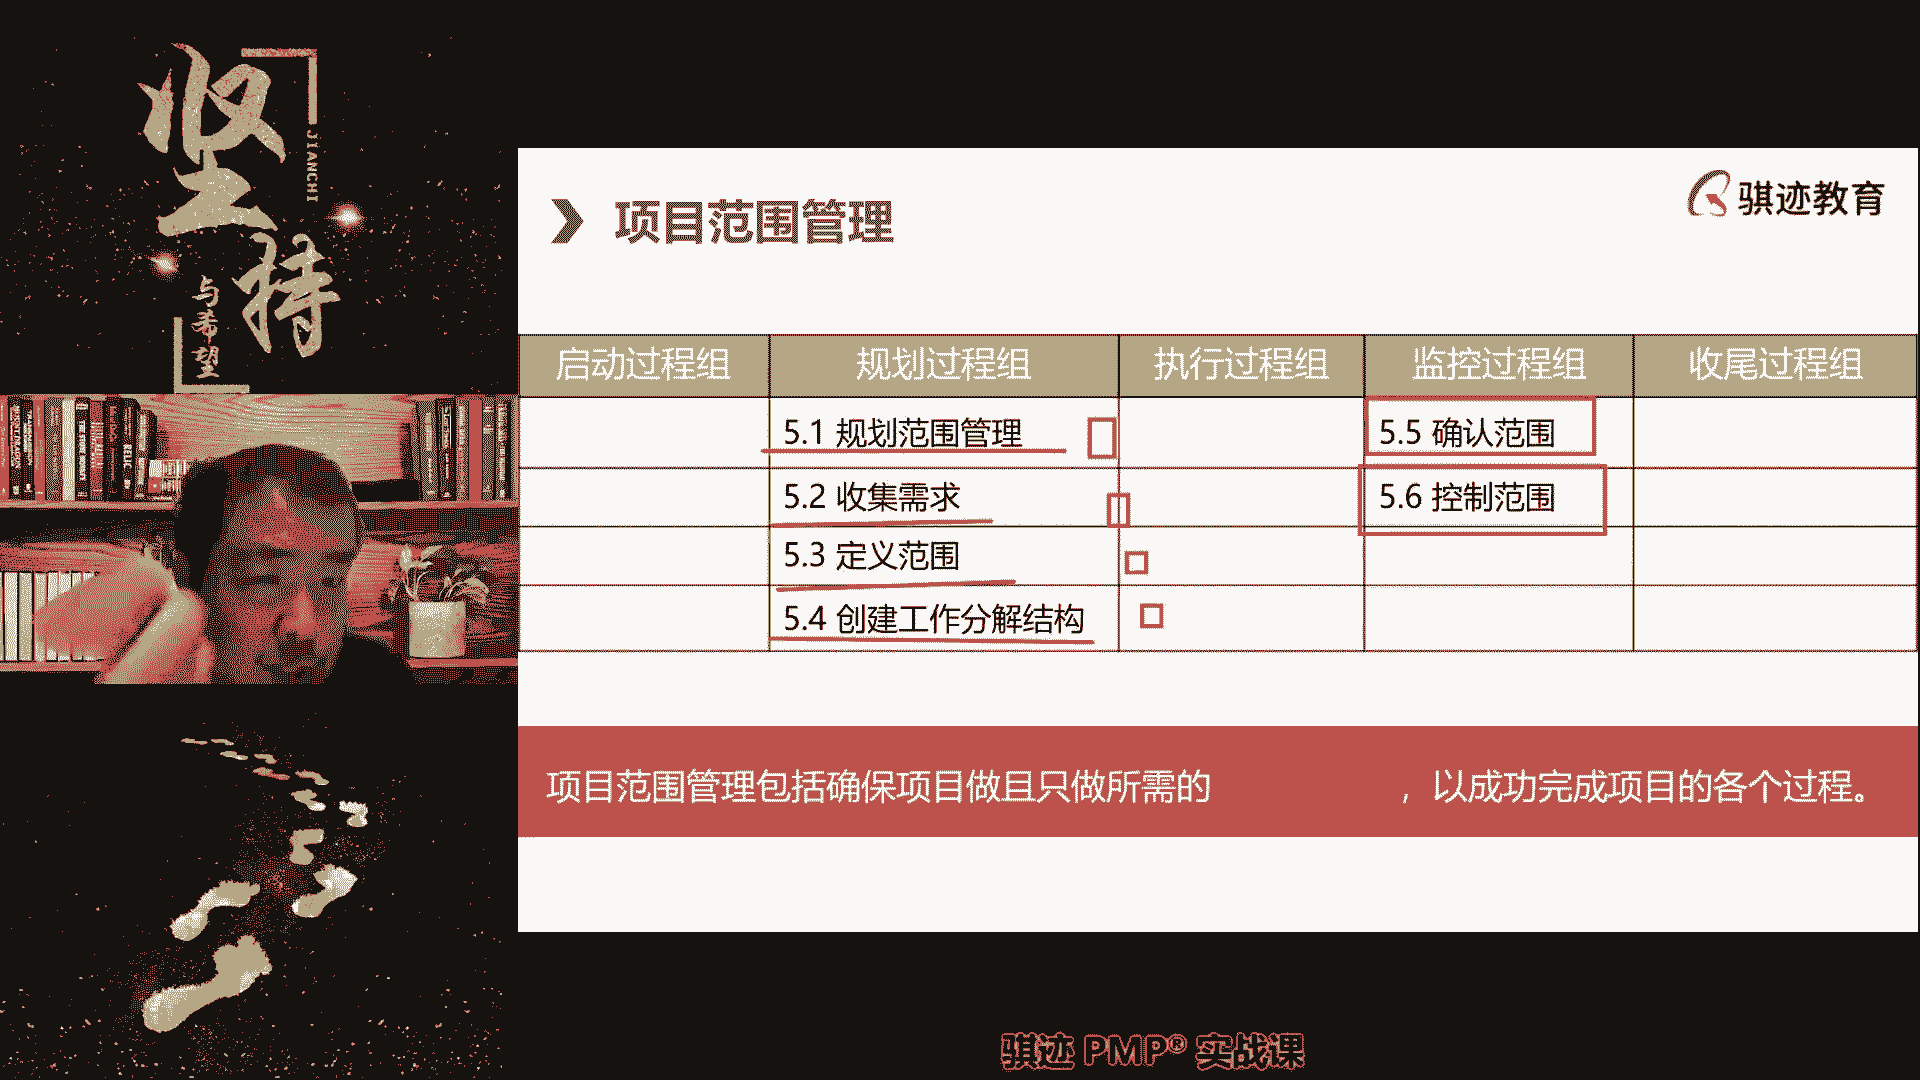 坚持
JIANCHI
与希望
骐迹教育
项目范围管理
启动过程组 规划过程组 执行过程组 监控过程组 收尾过程组
5.1 规划范围管理 5.5 确认范围
5.2 收集需求 5.6 控制范围
5.3 定义范围
5.4 创建工作分解结构
项目范围管理包括确保项目做且只做所需的 ，以成功完成项目的各个过程。
骐迹 PMP® 实战课